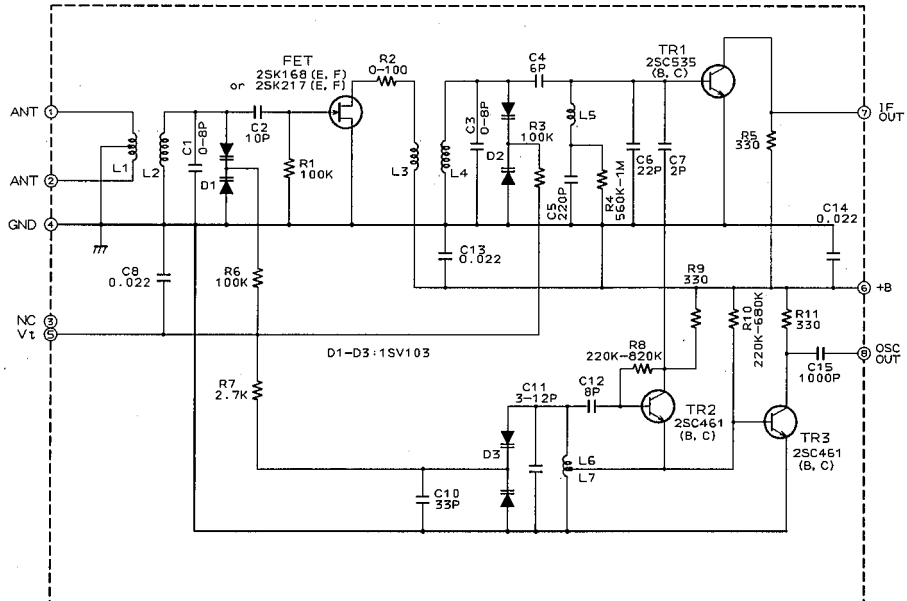 ANT 1
ANT 2
GND 4
NC 3
Vt 5
L1
L2
C1
0-8P
D1
C2
10P
R1
100K
FET
2SK168 (E, F)
or 2SK217 (E, F)
R2
0-100
L3
L4
C3
0-8P
D2
C4
6P
R3
100K
L5
C5
220P
R4
560K-1M
C6
22P
C7
2P
TR1
2SC535
(B, C)
R5
330
7 IF
OUT
C14
0.022
6 +B
C8
0.022
R6
100K
C13
0.022
R9
330
R10
220K-680K
R11
330
8 OSC
OUT
C15
1000P
D1-D3:1SV103
R7
2.7K
R8
220K-820K
C11
3-12P
C12
8P
D3
TR2
2SC461
(B, C)
TR3
2SC461
(B, C)
L6
L7
C10
33P